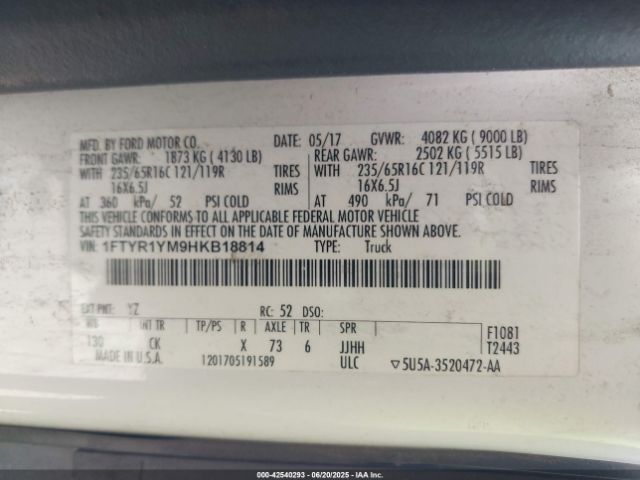 MFD. BY FORD MOTOR CO. DATE: 05/17 GVWR: 4082 KG ( 9000 LB)
FRONT GAWR: 1873 KG ( 4130 LB) REAR GAWR: 2502 KG ( 5515 LB)
WITH 235/65R16C 121/119R TIRES WITH 235/65R16C 121/119R TIRES
16X6.5J RIMS 16X6.5J RIMS
AT 360 kPa/ 52 PSI COLD AT 490 kPa/ 71 PSI COLD
THIS VEHICLE CONFORMS TO ALL APPLICABLE FEDERAL MOTOR VEHICLE
SAFETY STANDARDS IN EFFECT ON THE DATE OF MANUFACTURE SHOWN ABOVE.
VIN: 1FTYR1YM9HKB18814 TYPE: Truck
EXT PNT: YZ RC: 52 DSO:
WB INT TR TP/PS R AXLE TR SPR F1081
130 CK X 73 6 JJHH T2443
MADE IN U.S.A. 1201705191589 ULC ▽5U5A-3520472-AA
000-42540293 - 06/20/2025 - IAA Inc.